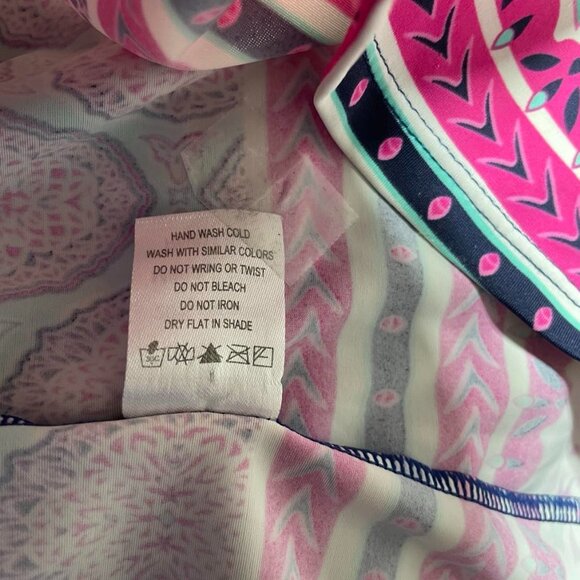 HAND WASH COLD
WASH WITH SIMILAR COLORS
DO NOT WRING OR TWIST
DO NOT BLEACH
DO NOT IRON
DRY FLAT IN SHADE
30C